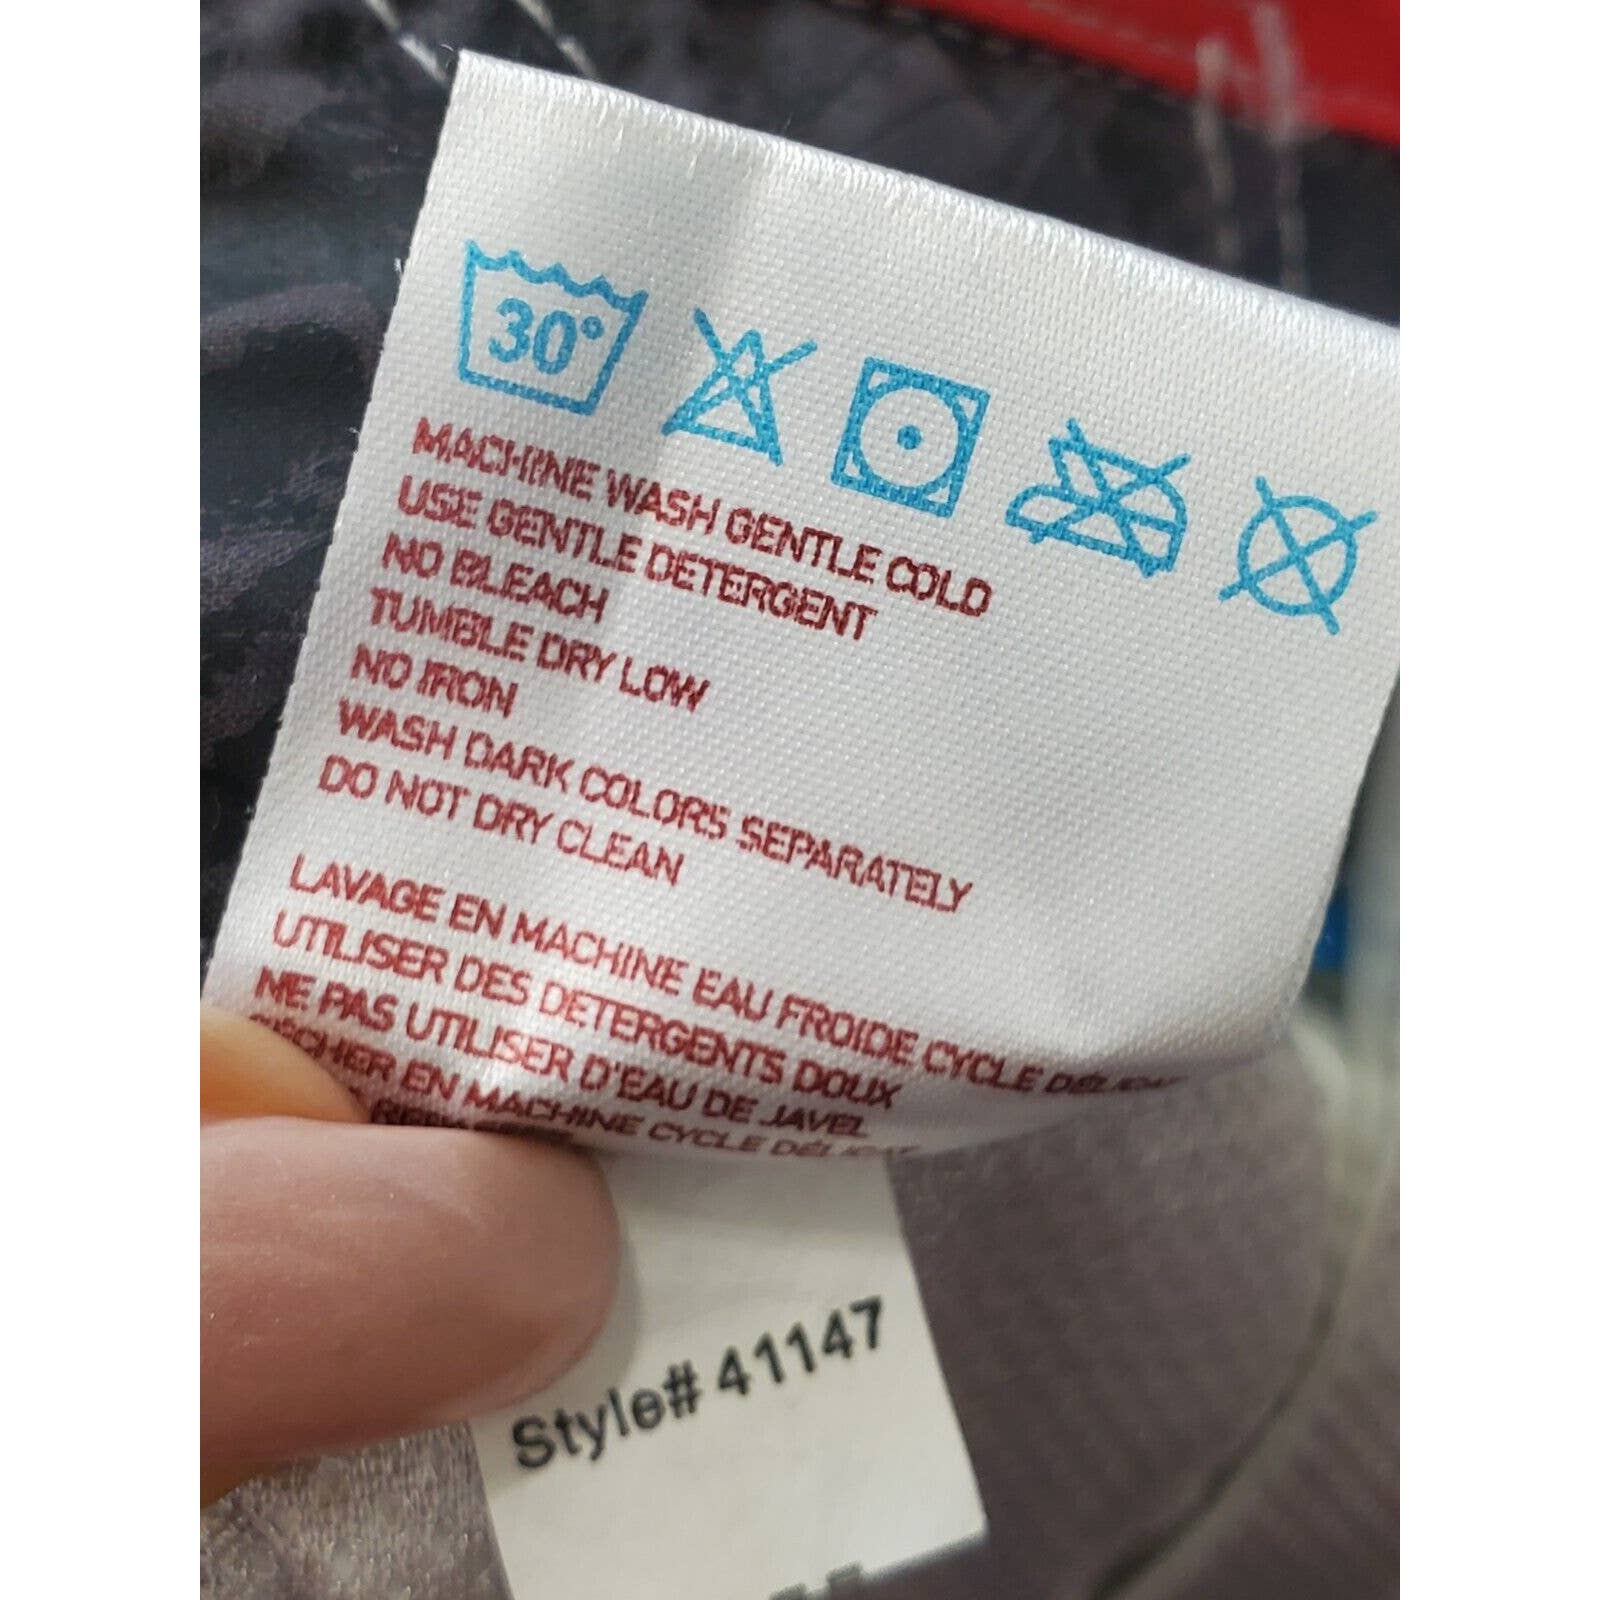 30°
MACHINE WASH GENTLE COLD
USE GENTLE DETERGENT
NO BLEACH
TUMBLE DRY LOW
NO IRON
WASH DARK COLORS SEPARATELY
DO NOT DRY CLEAN
LAVAGE EN MACHINE EAU FROIDE CYCLE DÉLICAT
UTILISER DES DETERGENTS DOUX
NE PAS UTILISER D'EAU DE JAVEL
EN MACHINE CYCLE DÉLICAT
Style# 41147